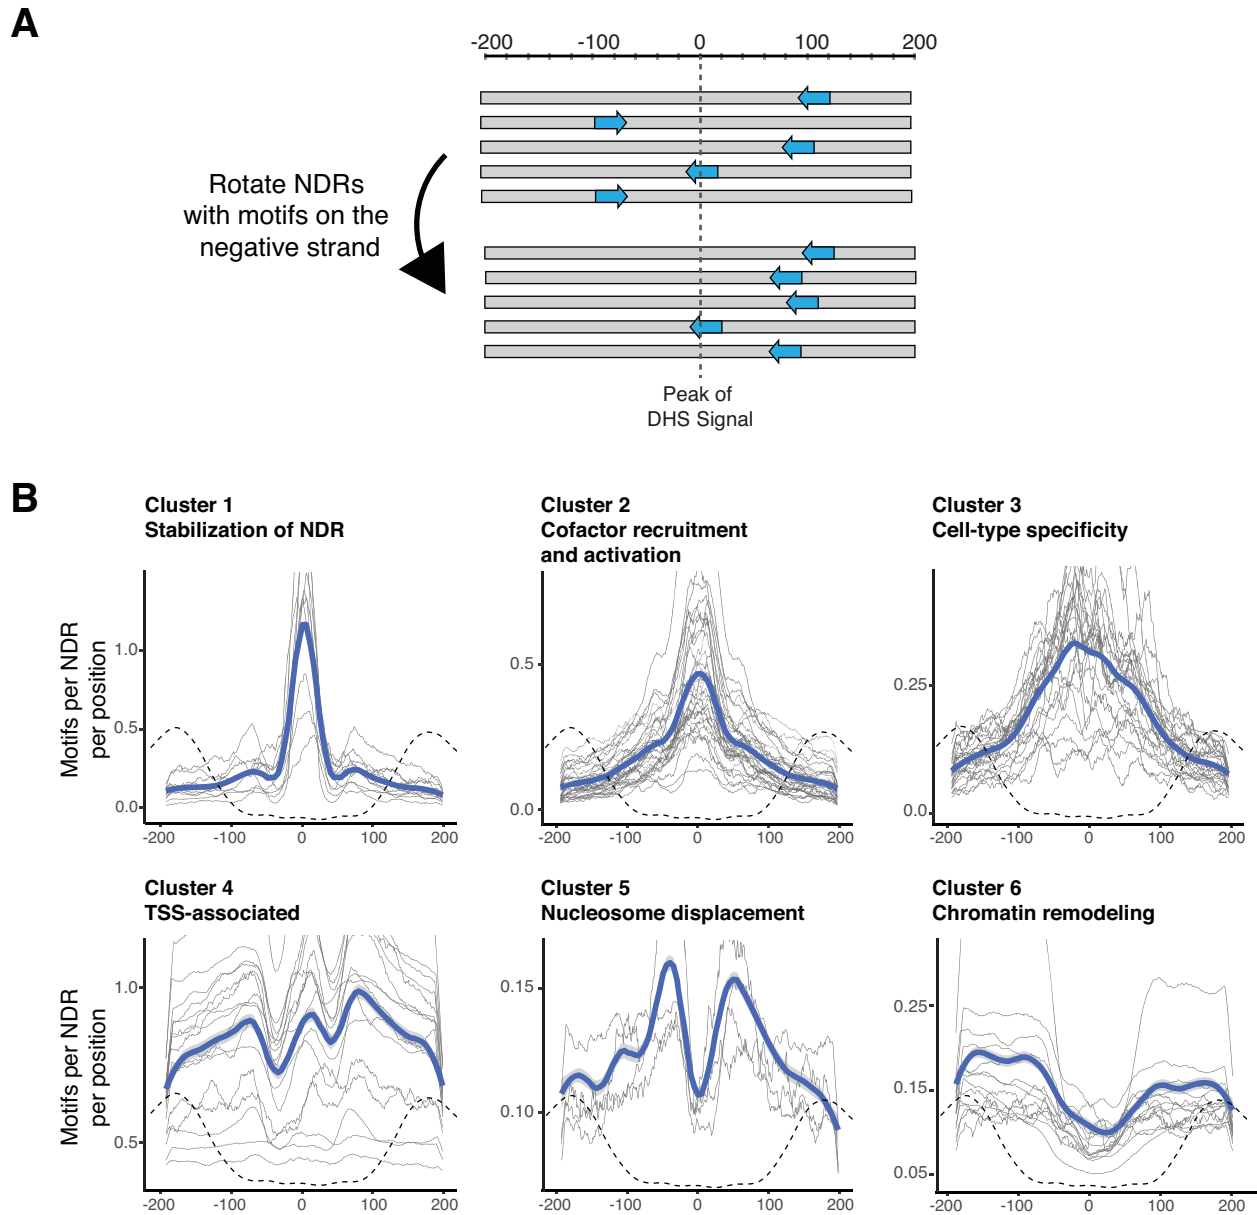 A
-200 -100 0 100 200
Rotate NDRs
with motifs on the
negative strand
Peak of
DHS Signal
B
Cluster 1
Stabilization of NDR
Motifs per NDR
per position
1.0
0.5
0.0
-200 -100 0 100 200
Cluster 2
Cofactor recruitment
and activation
0.5
0.0
-200 -100 0 100 200
Cluster 3
Cell-type specificity
0.25
0.0
-200 -100 0 100 200
Cluster 4
TSS-associated
Motifs per NDR
per position
1.0
0.5
-200 -100 0 100 200
Cluster 5
Nucleosome displacement
0.15
0.10
-200 -100 0 100 200
Cluster 6
Chromatin remodeling
0.25
0.15
0.05
-200 -100 0 100 200